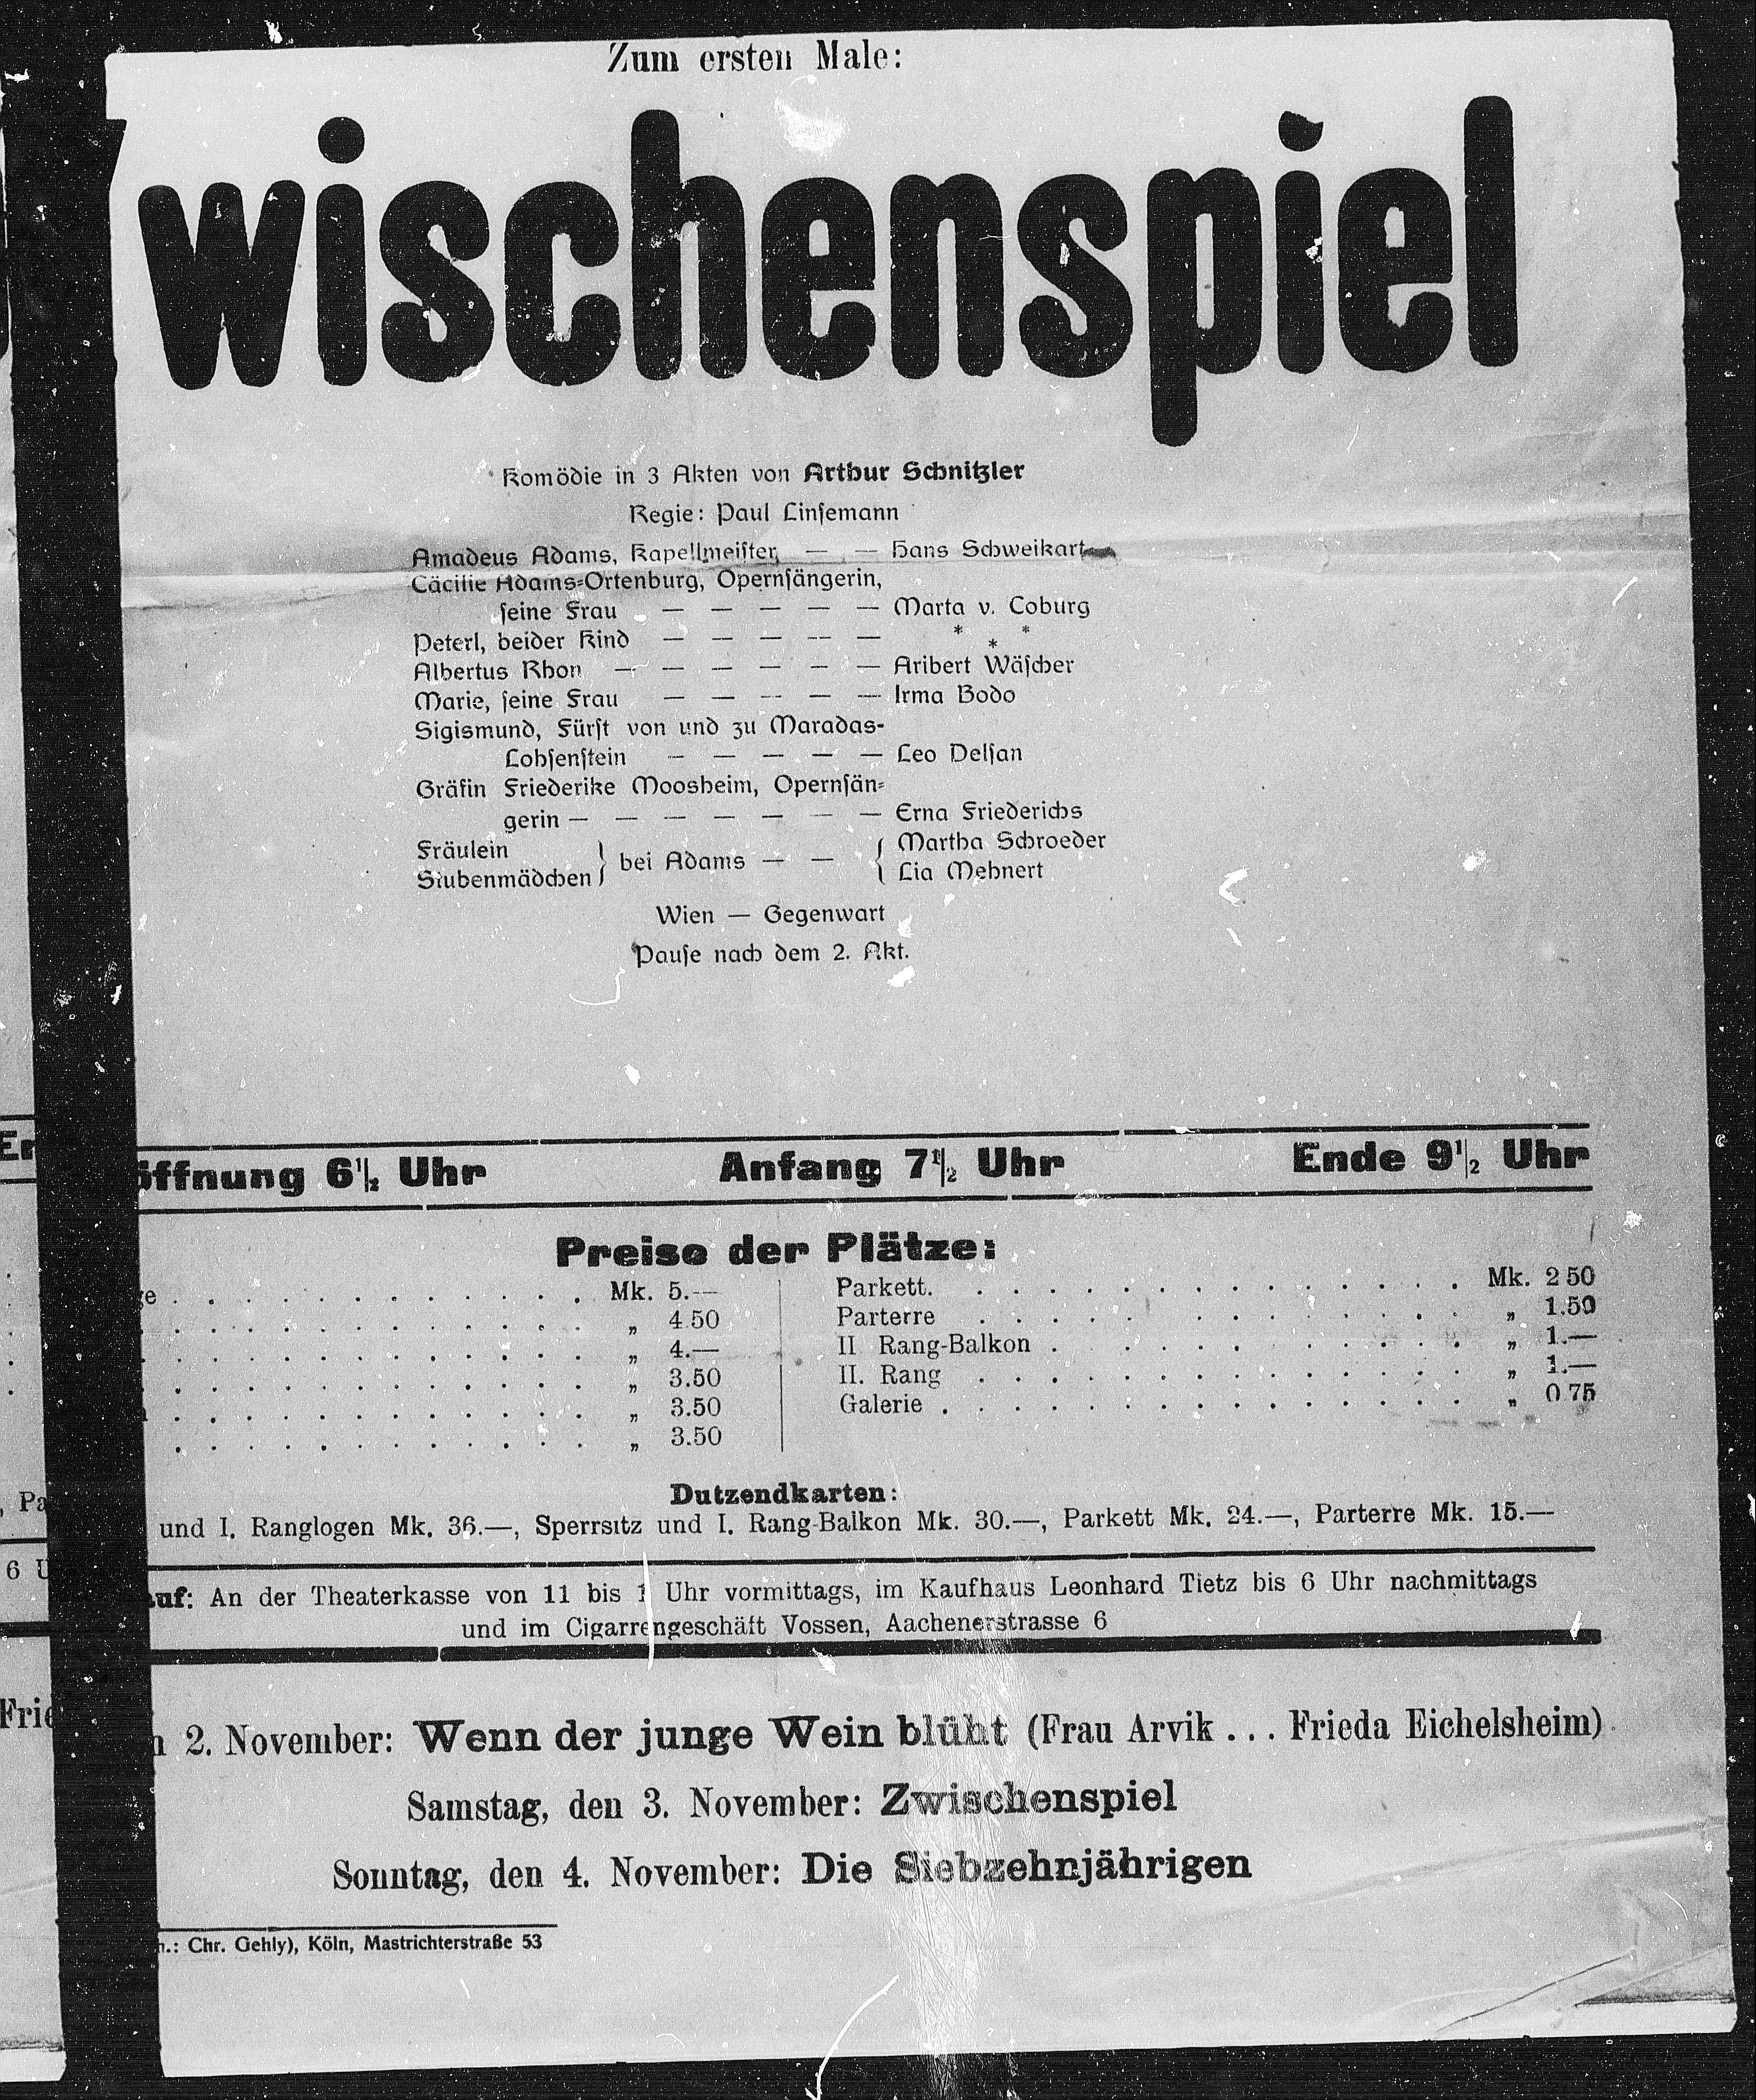 Zum ersten Male:
wischenspiel
Komödie in 3 Akten von Arthur Schnitzler
Regie: Paul Linsemann
Amadeus Adams, Kapellmeister, — — Hans Schweikart
Cäcilie Adams-Ortenburg, Opernsängerin,
seine Frau — — — — — Marta v. Coburg
Peterl, beider Kind — — — — — * * *
Albertus Rhon — — — — — — Aribert Wäscher
Marie, seine Frau — — — — — Irma Bodo
Sigismund, Fürst von und zu Maradas-
Lohsenstein — — — — — Leo Delsan
Gräfin Friederike Moosheim, Opernsän-
gerin — — — — — — — Erna Friederichs
Fräulein } bei Adams — — { Martha Schroeder
Stubenmädchen } { Lia Mehnert
Wien — Gegenwart
Pause nach dem 2. Akt.
öffnung 6½ Uhr Anfang 7½ Uhr Ende 9½ Uhr
Preise der Plätze:
ge . . . . . . . . . . . . Mk. 5.— Parkett. . . . . . . . . . . . . . . Mk. 2 50
. . . . . . . . . . . . „ 4.50 Parterre . . . . . . . . . . . . . „ 1.50
. . . . . . . . . . . . „ 4.— II Rang-Balkon . . . . . . . . . . . „ 1.—
. . . . . . . . . . . . „ 3.50 II. Rang . . . . . . . . . . . . . . „ 1.—
. . . . . . . . . . . . „ 3.50 Galerie . . . . . . . . . . . . . . . „ 0 75
. . . . . . . . . . . . „ 3.50
Dutzendkarten:
und I. Ranglogen Mk. 36.—, Sperrsitz und I. Rang-Balkon Mk. 30.—, Parkett Mk. 24.—, Parterre Mk. 15.—
auf: An der Theaterkasse von 11 bis 1 Uhr vormittags, im Kaufhaus Leonhard Tietz bis 6 Uhr nachmittags
und im Cigarrengeschäft Vossen, Aachenerstrasse 6
n 2. November: Wenn der junge Wein blüht (Frau Arvik . . . Frieda Eichelsheim)
Samstag, den 3. November: Zwischenspiel
Sonntag, den 4. November: Die Siebzehnjährigen
h.: Chr. Gehly), Köln, Mastrichterstraße 53
Er
, Pa
6 U
Frie